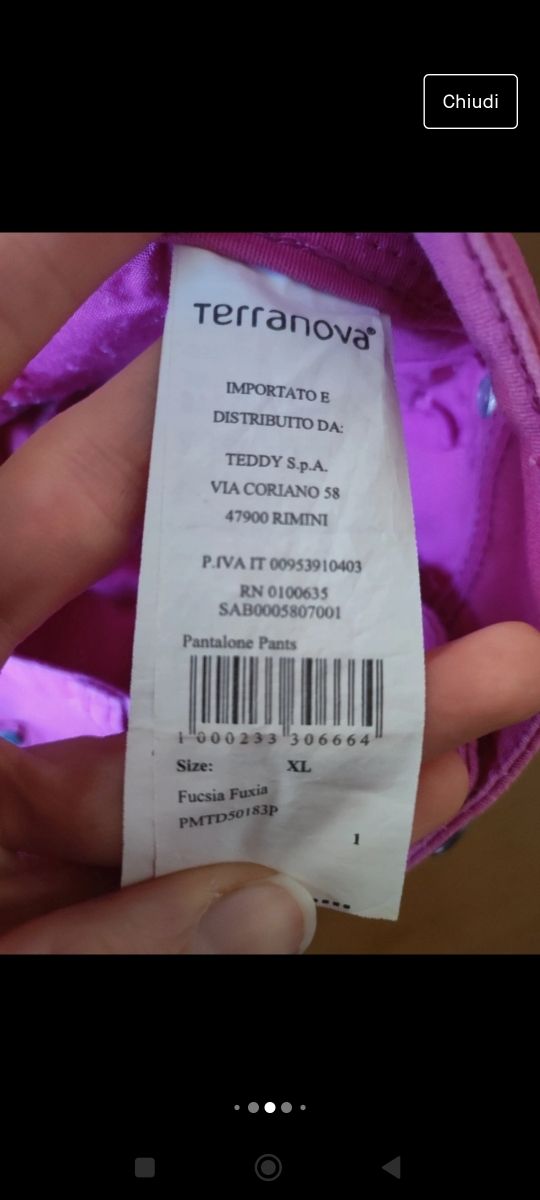 Chiudi
Terranova®
IMPORTATO E
DISTRIBUITO DA:
TEDDY S.p.A.
VIA CORIANO 58
47900 RIMINI
P.IVA IT 00953910403
RN 0100635
SAB0005807001
Pantalone Pants
1 000233 306664
Size: XL
Fucsia Fuxia
PMTD50183P
1